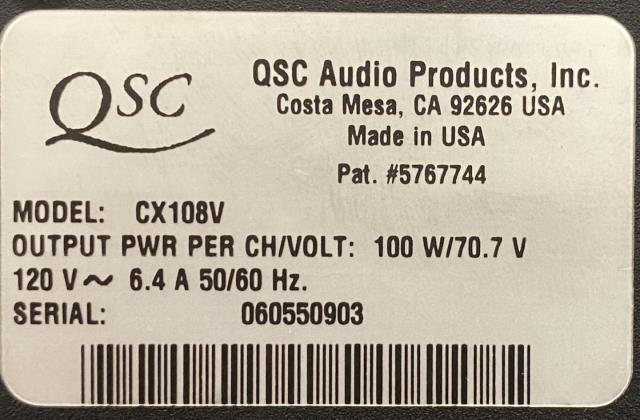 QSC
QSC Audio Products, Inc.
Costa Mesa, CA 92626 USA
Made in USA
Pat. #5767744
MODEL: CX108V
OUTPUT PWR PER CH/VOLT: 100 W/70.7 V
120 V~ 6.4 A 50/60 Hz.
SERIAL: 060550903